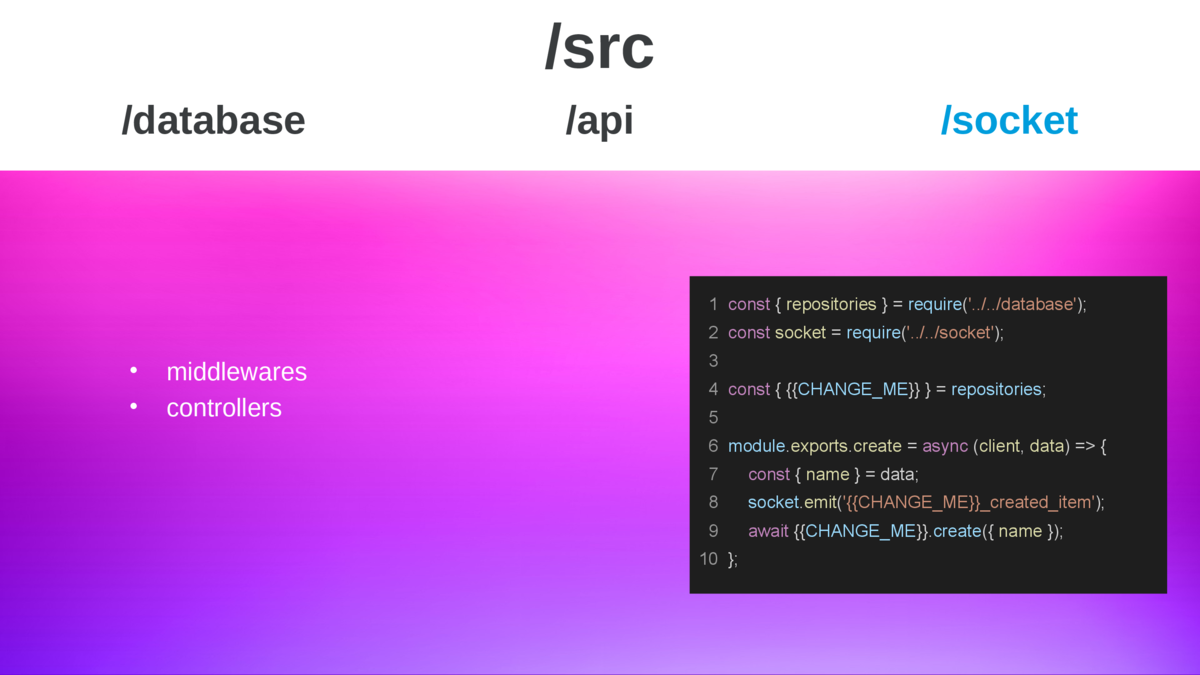 /src
/database /api /socket
• middlewares
• controllers
1 const { repositories } = require('../../database');
2 const socket = require('../../socket');
3
4 const { {{CHANGE_ME}} } = repositories;
5
6 module.exports.create = async (client, data) => {
7     const { name } = data;
8     socket.emit('{{CHANGE_ME}}_created_item');
9     await {{CHANGE_ME}}.create({ name });
10 };